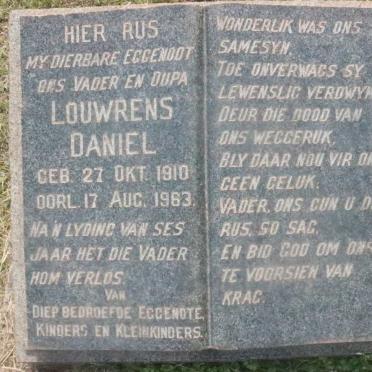 HIER RUS
MY DIERBARE EGGENOOT
ONS VADER EN OUPA
LOUWRENS
DANIEL
GEB. 27 OKT. 1910
OORL. 17 AUG. 1963.
NA'N LYDING VAN SES
JAAR HET DIE VADER
HOM VERLOS.
VAN
DIEP BEDROEFDE EGGENOTE,
KINDERS EN KLEINKINDERS.
WONDERLIK WAS ONS
SAMESYN,
TOE ONVERWAGS SY
LEWENSLIG VERDWYN
DEUR DIE DOOD VAN
ONS WEGGERUK,
BLY DAAR NOU VIR ON
GEEN GELUK.
VADER, ONS GUN U D
RUS, SO SAG,
EN BID GOD OM ONS
TE VOORSIEN VAN
KRAG.